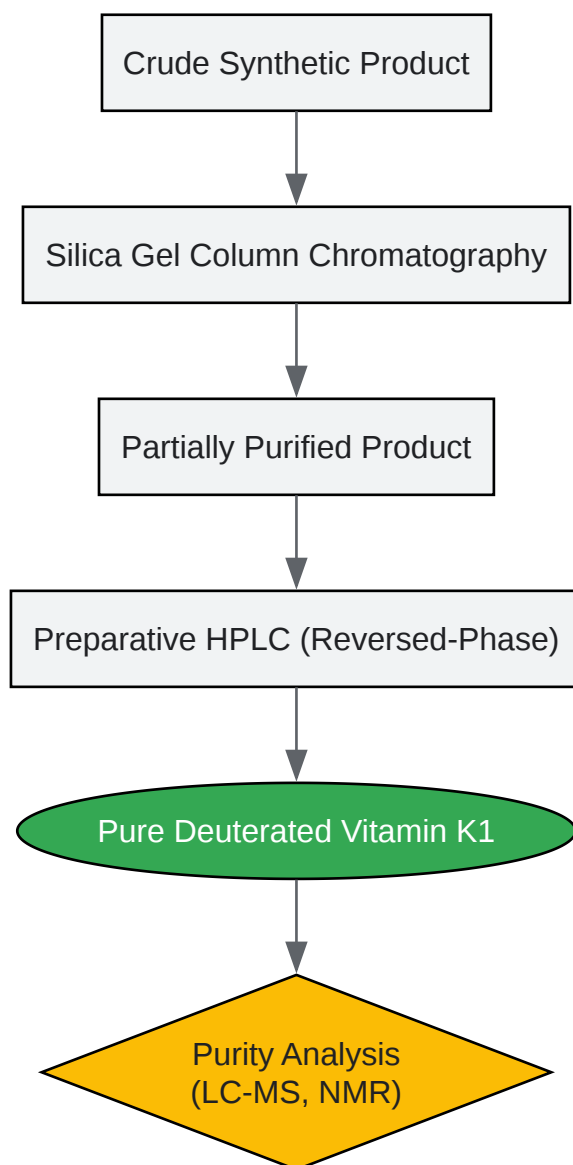 Crude Synthetic Product
Silica Gel Column Chromatography
Partially Purified Product
Preparative HPLC (Reversed-Phase)
Pure Deuterated Vitamin K1
Purity Analysis
(LC-MS, NMR)